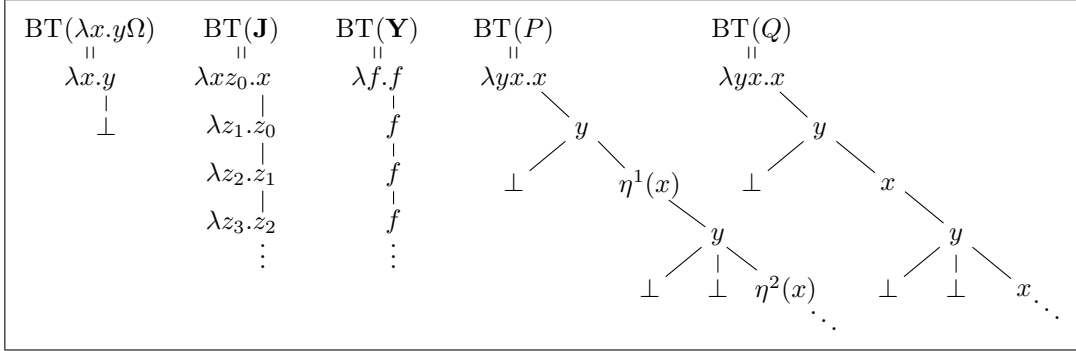 BT(λx.yΩ) BT(J) BT(Y) BT(P) BT(Q)
= = = = =
λx.y λxz₀.x λf.f λyx.x λyx.x
⊥ λz₁.z₀ f y y
λz₂.z₁ f ⊥ η¹(x) ⊥ x
λz₃.z₂ f y y
⋮ ⋮ ⊥ ⊥ η²(x) ⊥ ⊥ x
⋱ ⋱